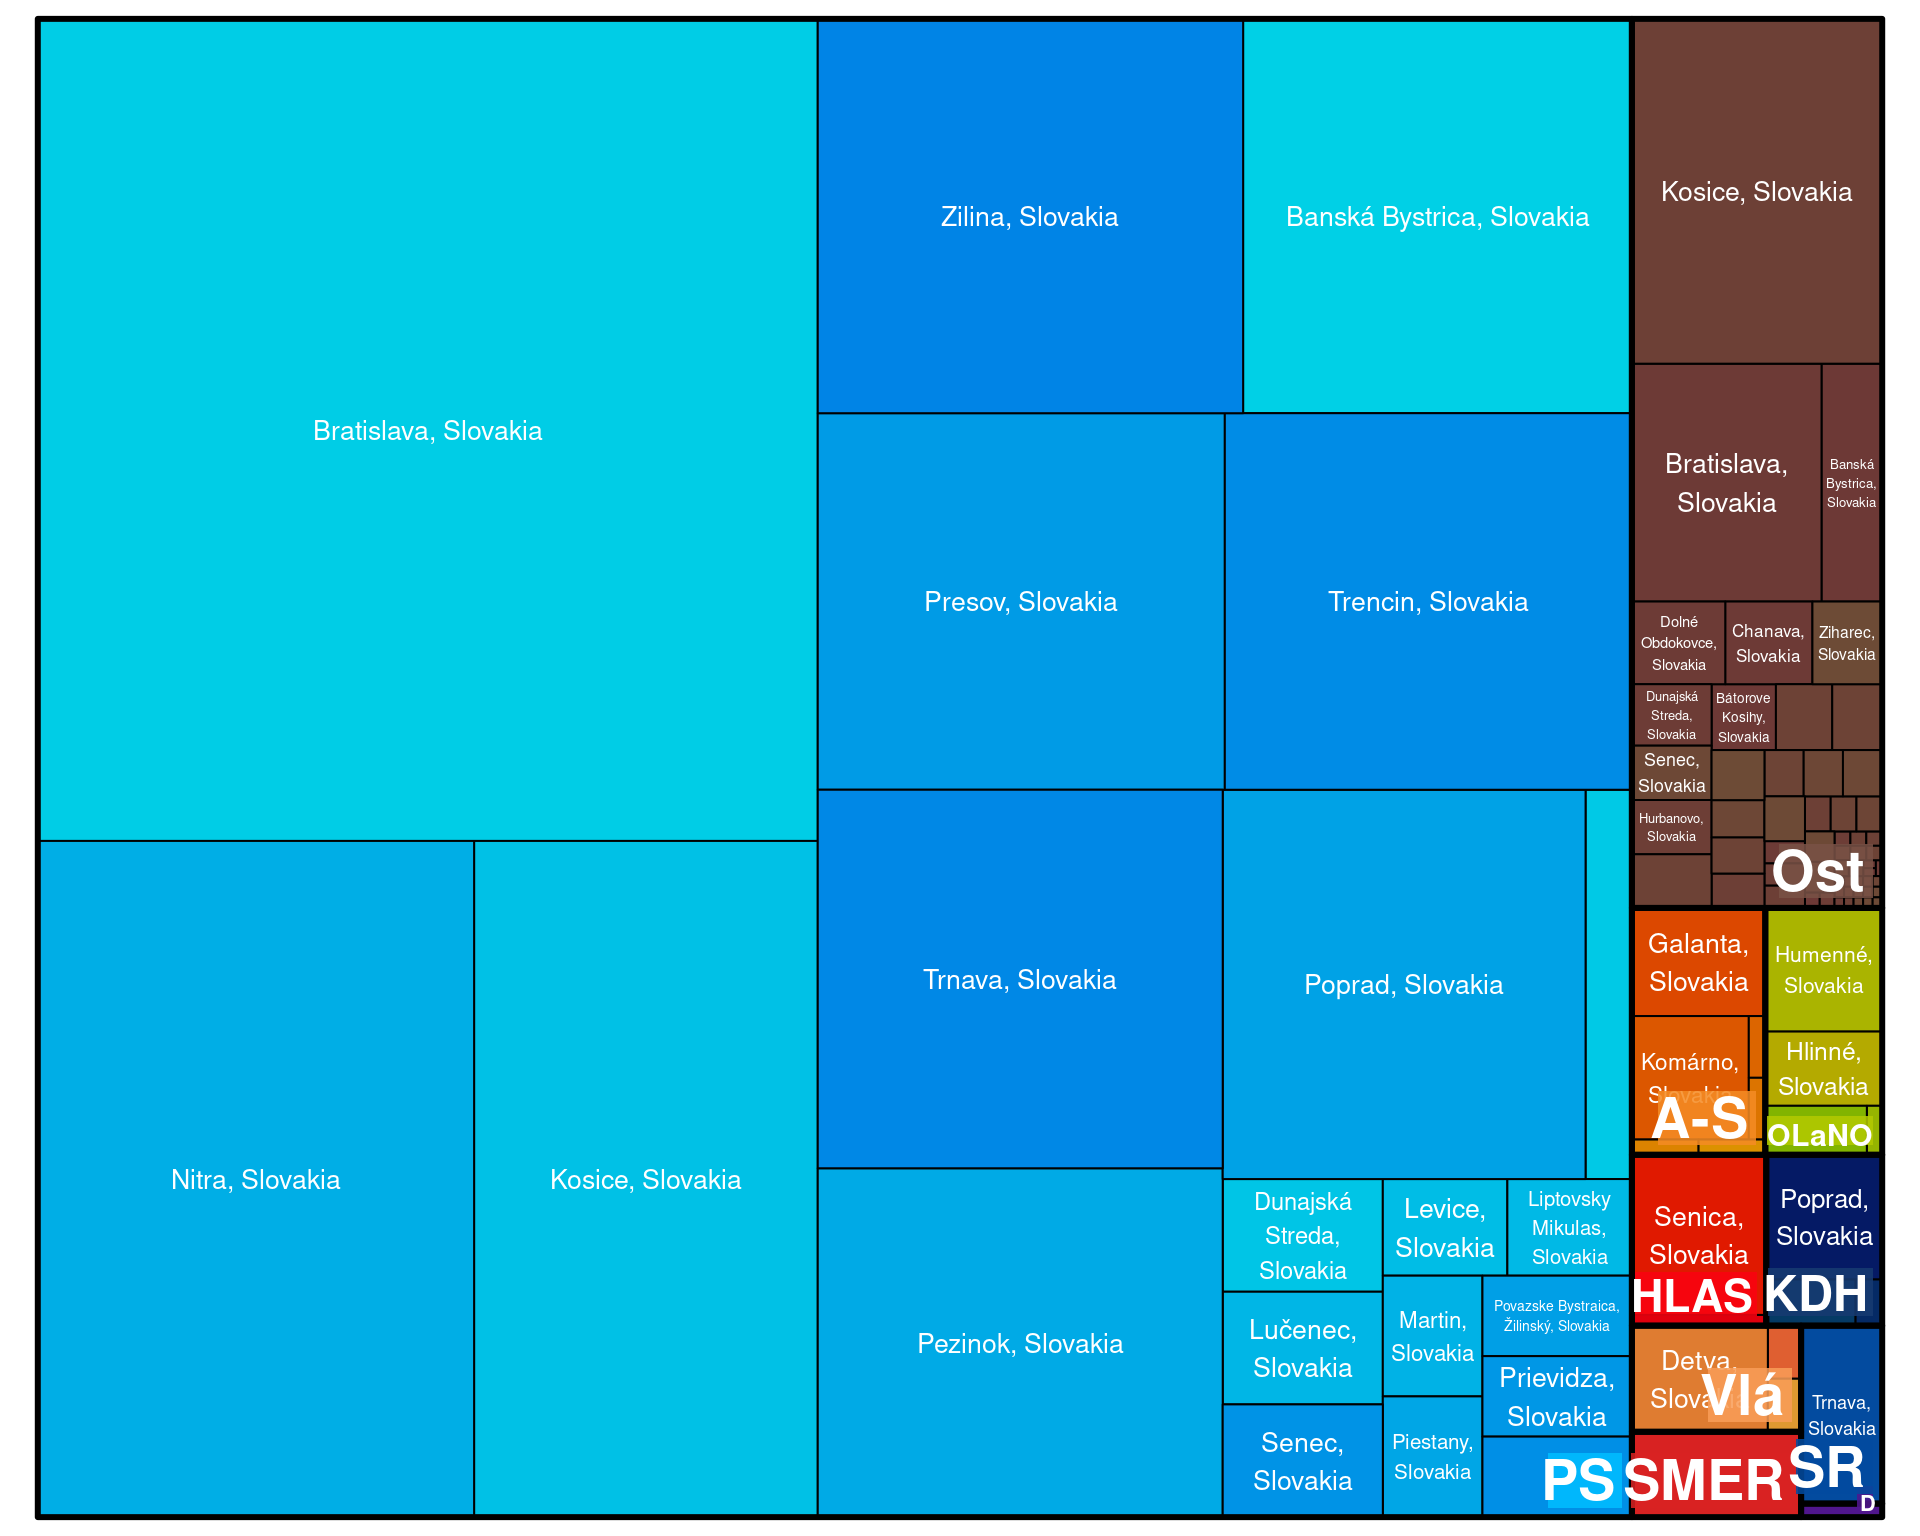 Bratislava, Slovakia
Nitra, Slovakia
Kosice, Slovakia
Zilina, Slovakia
Banská Bystrica, Slovakia
Presov, Slovakia
Trencin, Slovakia
Trnava, Slovakia
Poprad, Slovakia
Pezinok, Slovakia
Dunajská
Streda,
Slovakia
Lučenec,
Slovakia
Senec,
Slovakia
Levice,
Slovakia
Liptovsky
Mikulas,
Slovakia
Martin,
Slovakia
Piestany,
Slovakia
Povazske Bystraica,
Žilinský, Slovakia
Prievidza,
Slovakia
PS
Kosice, Slovakia
Bratislava,
Slovakia
Banská
Bystrica,
Slovakia
Dolné
Obdokovce,
Slovakia
Chanava,
Slovakia
Ziharec,
Slovakia
Dunajská
Streda,
Slovakia
Bátorove
Kosihy,
Slovakia
Senec,
Slovakia
Hurbanovo,
Slovakia
Ost
Galanta,
Slovakia
Komárno,
Slovakia
A-S
Humenné,
Slovakia
Hlinné,
Slovakia
OLaNO
Senica,
Slovakia
HLAS
Poprad,
Slovakia
KDH
Detva,
Slovakia
Vlá
Trnava,
Slovakia
SR
SMER
D